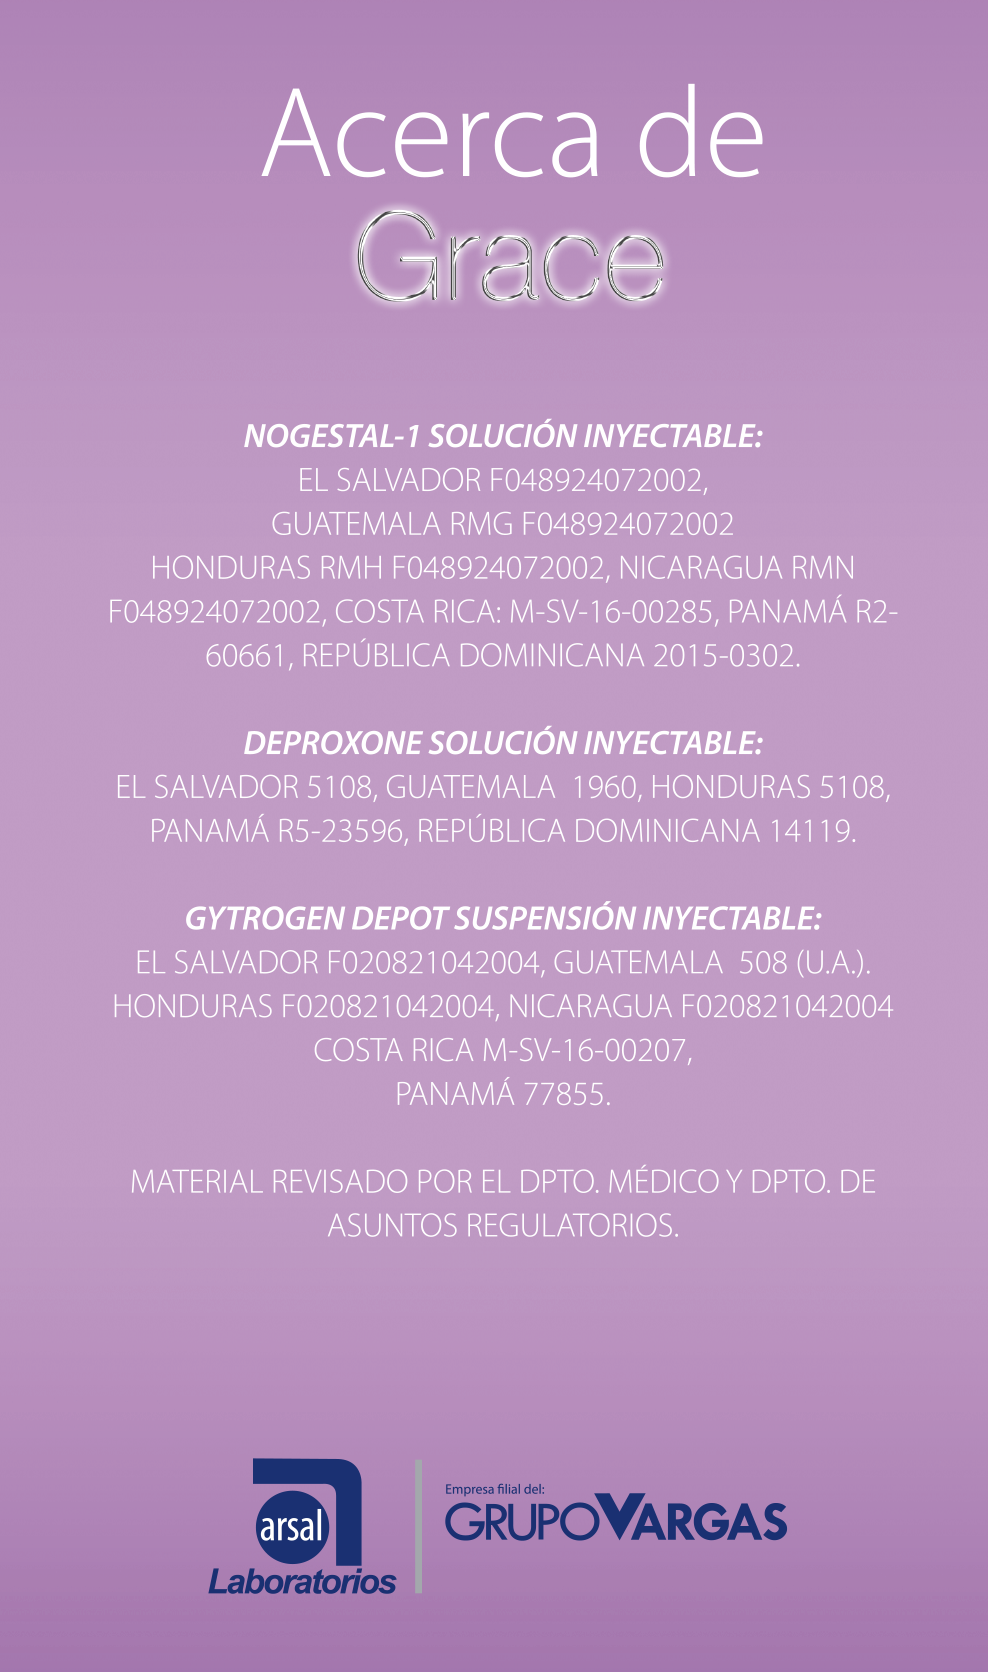 Acerca de
Grace
NOGESTAL-1 SOLUCIÓN INYECTABLE:
EL SALVADOR F048924072002,
GUATEMALA RMG F048924072002
HONDURAS RMH F048924072002, NICARAGUA RMN
F048924072002, COSTA RICA: M-SV-16-00285, PANAMÁ R2-
60661, REPÚBLICA DOMINICANA 2015-0302.
DEPROXONE SOLUCIÓN INYECTABLE:
EL SALVADOR 5108, GUATEMALA  1960, HONDURAS 5108,
PANAMÁ R5-23596, REPÚBLICA DOMINICANA 14119.
GYTROGEN DEPOT SUSPENSIÓN INYECTABLE:
EL SALVADOR F020821042004, GUATEMALA  508 (U.A.).
HONDURAS F020821042004, NICARAGUA F020821042004
COSTA RICA M-SV-16-00207,
PANAMÁ 77855.
MATERIAL REVISADO POR EL DPTO. MÉDICO Y DPTO. DE
ASUNTOS REGULATORIOS.
arsal
Laboratorios
Empresa filial del:
GRUPOVARGAS